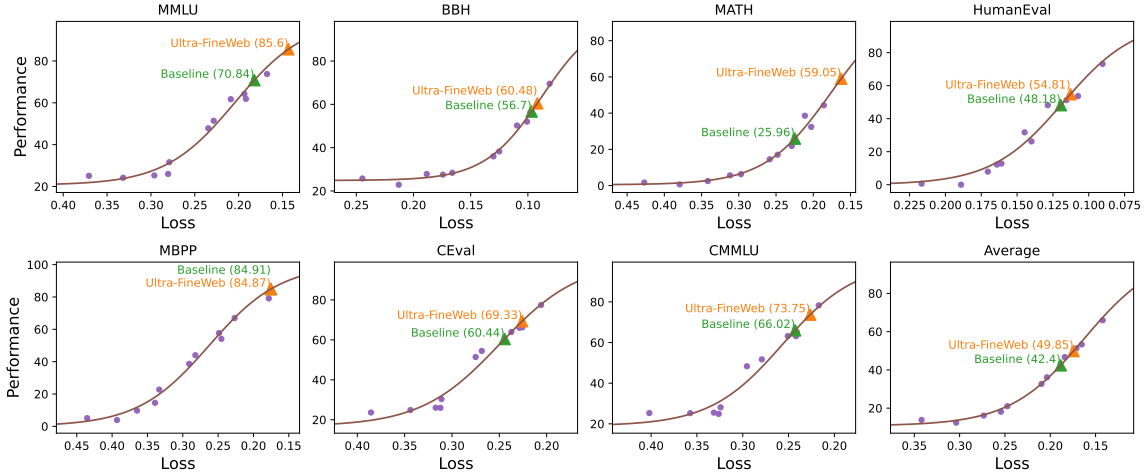 MMLU
BBH
MATH
HumanEval
Performance
80
60
40
20
Ultra-FineWeb (85.6)
Baseline (70.84)
0.40 0.35 0.30 0.25 0.20 0.15
Loss
80
60
40
20
Ultra-FineWeb (60.48)
Baseline (56.7)
0.25 0.20 0.15 0.10
Loss
80
60
40
20
0
Ultra-FineWeb (59.05)
Baseline (25.96)
0.45 0.40 0.35 0.30 0.25 0.20 0.15
Loss
80
60
40
20
0
Ultra-FineWeb (54.81)
Baseline (48.18)
0.225 0.200 0.175 0.150 0.125 0.100 0.075
Loss
MBPP
CEval
CMMLU
Average
Performance
100
80
60
40
20
0
Baseline (84.91)
Ultra-FineWeb (84.87)
0.45 0.40 0.35 0.30 0.25 0.20 0.15
Loss
80
60
40
20
Ultra-FineWeb (69.33)
Baseline (60.44)
0.40 0.35 0.30 0.25 0.20
Loss
80
60
40
20
Ultra-FineWeb (73.75)
Baseline (66.02)
0.40 0.35 0.30 0.25 0.20
Loss
80
60
40
20
Ultra-FineWeb (49.85)
Baseline (42.4)
0.35 0.30 0.25 0.20 0.15
Loss